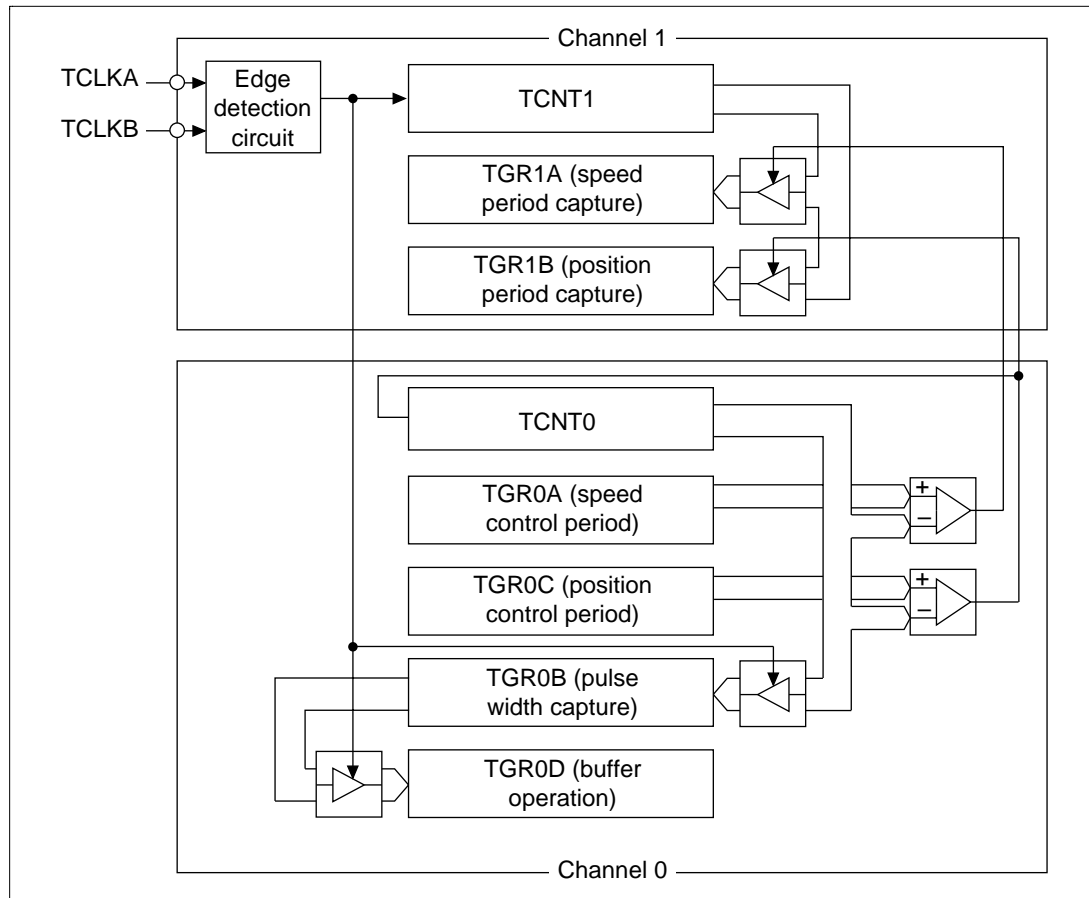 Channel 1
TCLKA
TCLKB
Edge
detection
circuit
TCNT1
TGR1A (speed
period capture)
TGR1B (position
period capture)
TCNT0
TGR0A (speed
control period)
+
−
TGR0C (position
control period)
+
−
TGR0B (pulse
width capture)
TGR0D (buffer
operation)
Channel 0